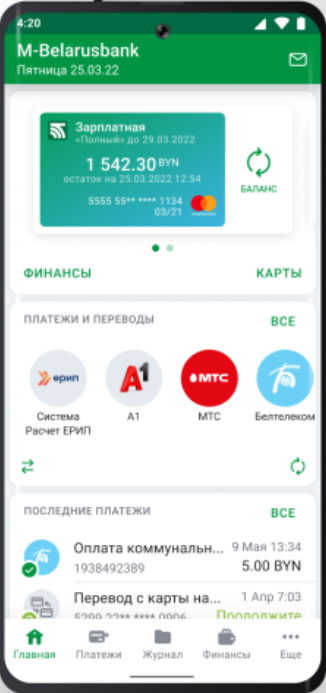 4:20
M-Belarusbank
Пятница 25.03.22
Зарплатная
«Полный» до 29.03.2022
1 542.30 BYN
остаток на 25.03.2022 12:54
5555 55** **** 1134
03/21
БАЛАНС
ФИНАНСЫ КАРТЫ
ПЛАТЕЖИ И ПЕРЕВОДЫ ВСЕ
ерип А1 МТС
Система
Расчет ЕРИП А1 МТС Белтелеком
ПОСЛЕДНИЕ ПЛАТЕЖИ ВСЕ
Оплата коммунальн... 9 Мая 13:34
1938492389 5.00 BYN
Перевод с карты на... 1 Апр 7:03
5299 22** **** 0906 Продолжите
Главная Платежи Журнал Финансы Еще